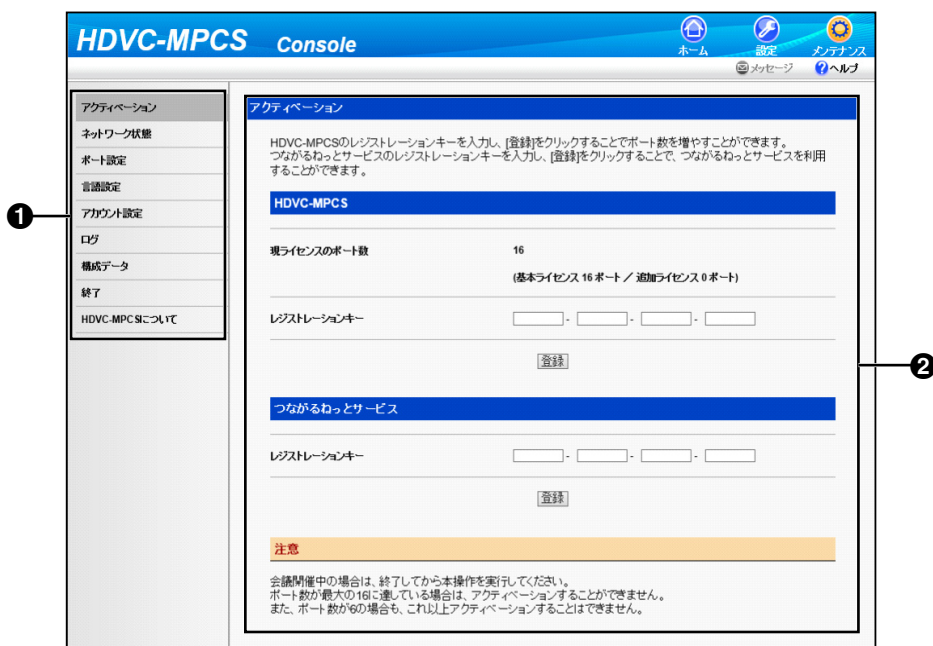 HDVC-MPCS Console
ホーム
設定
メンテナンス
メッセージ
?ヘルプ
❶
アクティベーション
ネットワーク状態
ポート設定
言語設定
アカウント設定
ログ
構成データ
終了
HDVC-MPCSについて
❷
アクティベーション
HDVC-MPCSのレジストレーションキーを入力し、[登録]をクリックすることでポート数を増やすことができます。
つながるねっとサービスのレジストレーションキーを入力し、[登録]をクリックすることで、つながるねっとサービスを利用
することができます。
HDVC-MPCS
現ライセンスのポート数 16
(基本ライセンス 16 ポート / 追加ライセンス 0 ポート)
レジストレーションキー - - -
登録
つながるねっとサービス
レジストレーションキー - - -
登録
注意
会議開催中の場合は、終了してから本操作を実行してください。
ポート数が最大の16に達している場合は、アクティベーションすることができません。
また、ポート数が6の場合も、これ以上アクティベーションすることはできません。